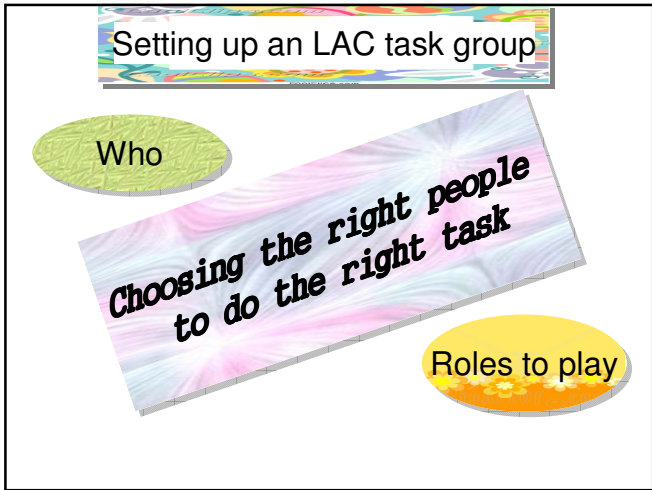 Setting up an LAC task group
Who
Choosing the right people
to do the right task
Roles to play